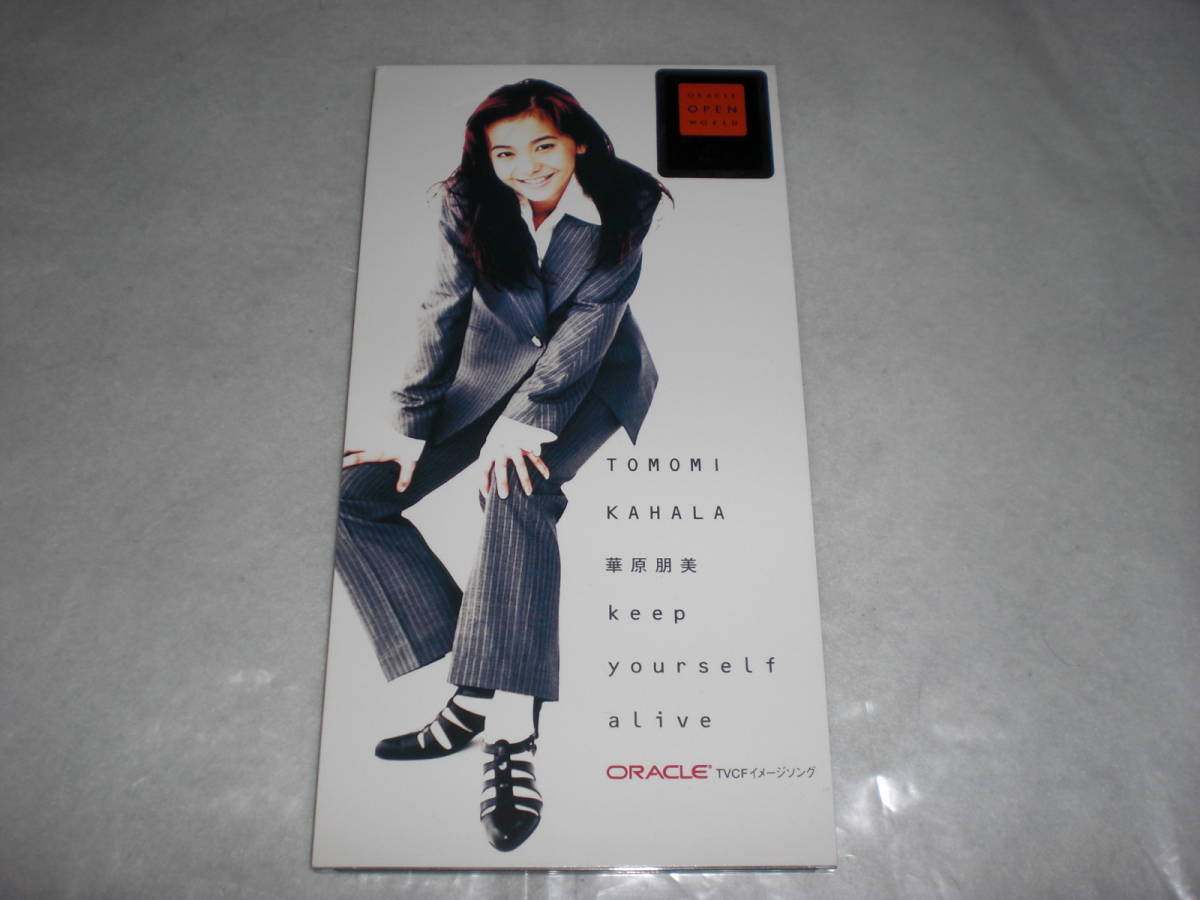 ORACLE
OPEN
WORLD
TOMOMI
KAHALA
華原朋美
keep
yourself
alive
ORACLE® TVCFイメージソング